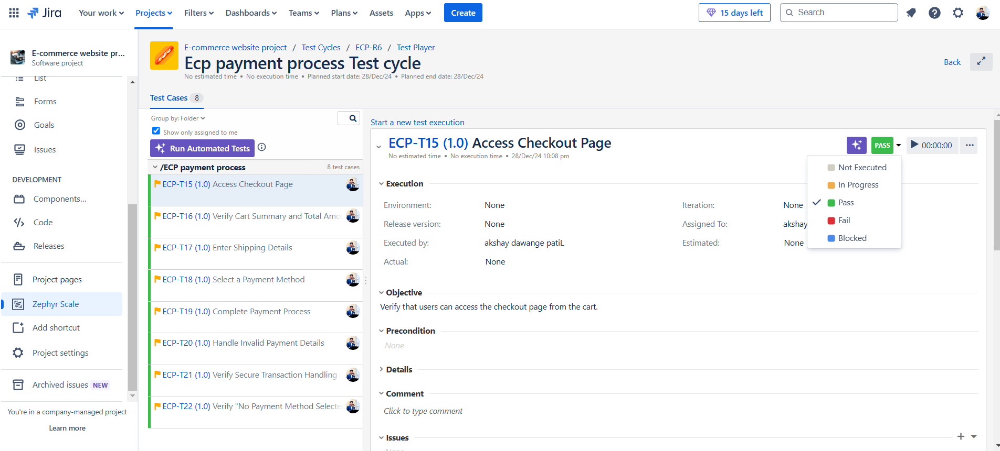 Jira
Your work
Projects
Filters
Dashboards
Teams
Plans
Assets
Apps
Create
15 days left
Search
E-commerce website pr...
Software project
List
Forms
Goals
Issues
DEVELOPMENT
Components...
Code
Releases
Project pages
Zephyr Scale
Add shortcut
Project settings
Archived issues NEW
You're in a company-managed project
Learn more
E-commerce website project / Test Cycles / ECP-R6 / Test Player
Ecp payment process Test cycle
No estimated time • No execution time • Planned start date: 28/Dec/24 • Planned end date: 28/Dec/24
Back
Test Cases 8
Group by: Folder
Show only assigned to me
Run Automated Tests
/ECP payment process 8 test cases
ECP-T15 (1.0) Access Checkout Page
ECP-T16 (1.0) Verify Cart Summary and Total Amo
ECP-T17 (1.0) Enter Shipping Details
ECP-T18 (1.0) Select a Payment Method
ECP-T19 (1.0) Complete Payment Process
ECP-T20 (1.0) Handle Invalid Payment Details
ECP-T21 (1.0) Verify Secure Transaction Handling
ECP-T22 (1.0) Verify "No Payment Method Selecte
Start a new test execution
ECP-T15 (1.0) Access Checkout Page
No estimated time • No execution time • 28/Dec/24 10:08 pm
PASS
00:00:00
Not Executed
In Progress
Pass
Fail
Blocked
Execution
Environment: None
Iteration: None
Release version: None
Assigned To: akshay
Executed by: akshay dawange patiL
Estimated: None
Actual: None
Objective
Verify that users can access the checkout page from the cart.
Precondition
None
Details
Comment
Click to type comment
Issues
None